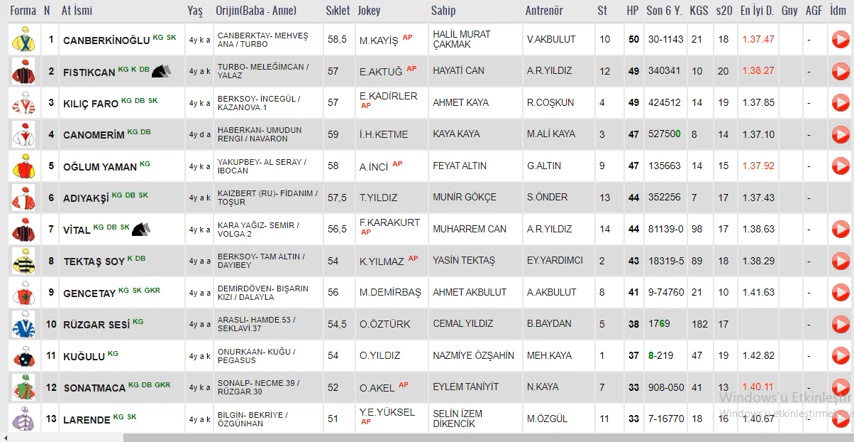 Forma N At İsmi Yaş Orijin(Baba - Anne) Sıklet Jokey Sahip Antrenör St HP Son 6 Y. KGS s20 En İyi D. Gny AGF İdm
1 CANBERKİNOĞLU KG SK 4y k a CANBERKTAY- MEHVEŞ ANA / TURBO 58,5 M.KAYIŞ AP HALİL MURAT ÇAKMAK V.AKBULUT 10 50 30-1143 21 18 1.37.47 -
2 FISTIKCAN KG K DB 4y a k TURBO- MELEĞİMCAN / YALAZ 57 E.AKTUĞ AP HAYATİ CAN A.R.YILDIZ 12 49 340341 10 20 1.38.27 -
3 KILIÇ FARO KG DB SK 4y a k BERKSOY- İNCEGÜL / KAZANOVA.1 57 E.KADİRLER AP AHMET KAYA R.COŞKUN 4 49 424512 14 19 1.37.85 -
4 CANOMERİM KG DB 4y d a HABERKAN- UMUDUN RENGİ / NAVARON 59 İ.H.KETME KAYA KAYA M.ALİ KAYA 3 47 527500 8 14 1.37.10 -
5 OĞLUM YAMAN KG 4y a k YAKUPBEY- AL SERAY / İBOCAN 58 A.İNCİ AP FEYAT ALTIN G.ALTIN 9 47 135663 14 15 1.37.92 -
6 ADIYAKŞİ KG DB SK 4y a k KAIZBERT (RU)- FİDANIM / TOŞUR 57,5 T.YILDIZ MUNİR GÖKÇE S.ÖNDER 13 44 352256 7 17 1.37.43 -
7 VİTAL KG DB SK 4y k a KARA YAĞIZ- SEMİR / VOLGA.2 56,5 F.KARAKURT AP MUHARREM CAN A.R.YILDIZ 14 44 81139-0 98 17 1.38.63 -
8 TEKTAŞ SOY K DB 4y a a BERKSOY- TAM ALTIN / DAYIBEY 54 K.YILMAZ AP YASİN TEKTAŞ EY.YARDIMCI 2 43 18319-5 89 18 1.38.29 -
9 GENCETAY KG SK GKR 4y a a DEMİRDÖVEN- BIŞARIN KIZI / DALAYLA 56 M.DEMİRBAŞ AHMET AKBULUT A.AKBULUT 8 41 9-74760 21 10 1.41.63 -
10 RÜZGAR SESİ KG 4y a a ARASLI- HAMDE.53 / SEKLAVİ.37 54,5 O.ÖZTÜRK CEMAL YILDIZ B.BAYDAN 5 38 1769 182 17 -
11 KUĞULU KG 4y a k ONURKAAN- KUĞU / PEGASUS 54 O.YILDIZ NAZMİYE ÖZŞAHİN MEH.KAYA 1 37 8-219 47 19 1.42.82 -
12 SONATMACA KG DB GKR 4y k a SONALP- NECME.39 / RÜZGAR.30 52 O.AKEL AP EYLEM TANİYİT N.KAYA 7 33 908-050 41 13 1.40.11 -
13 LARENDE KG SK 4y a k BİLGİN- BEKRİYE / ÖZGÜNHAN 51 Y.E.YÜKSEL AP SELİN İZEM DİKENCİK M.ÖZGÜL 11 33 7-16770 18 16 1.40.67 -
Windows'u Etkinleştir
Windows'u etkinleştirmek